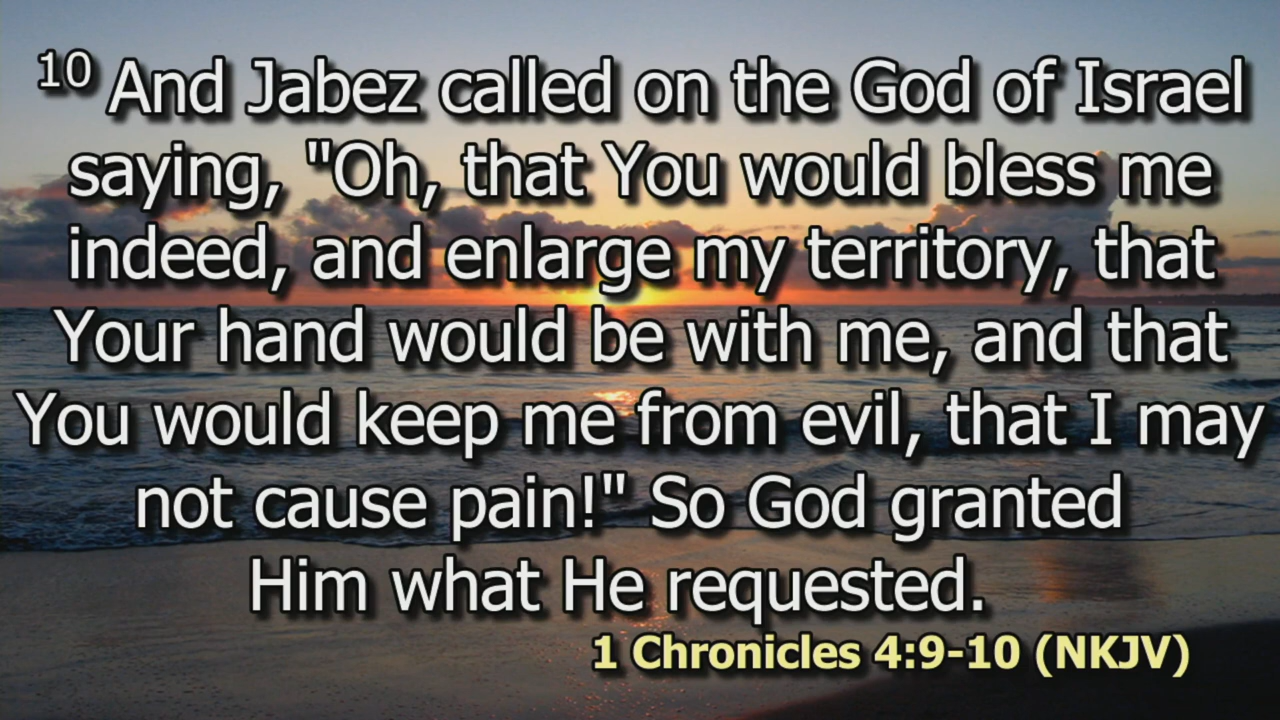 10 And Jabez called on the God of Israel
saying, "Oh, that You would bless me
indeed, and enlarge my territory, that
Your hand would be with me, and that
You would keep me from evil, that I may
not cause pain!" So God granted
Him what He requested.
1 Chronicles 4:9-10 (NKJV)